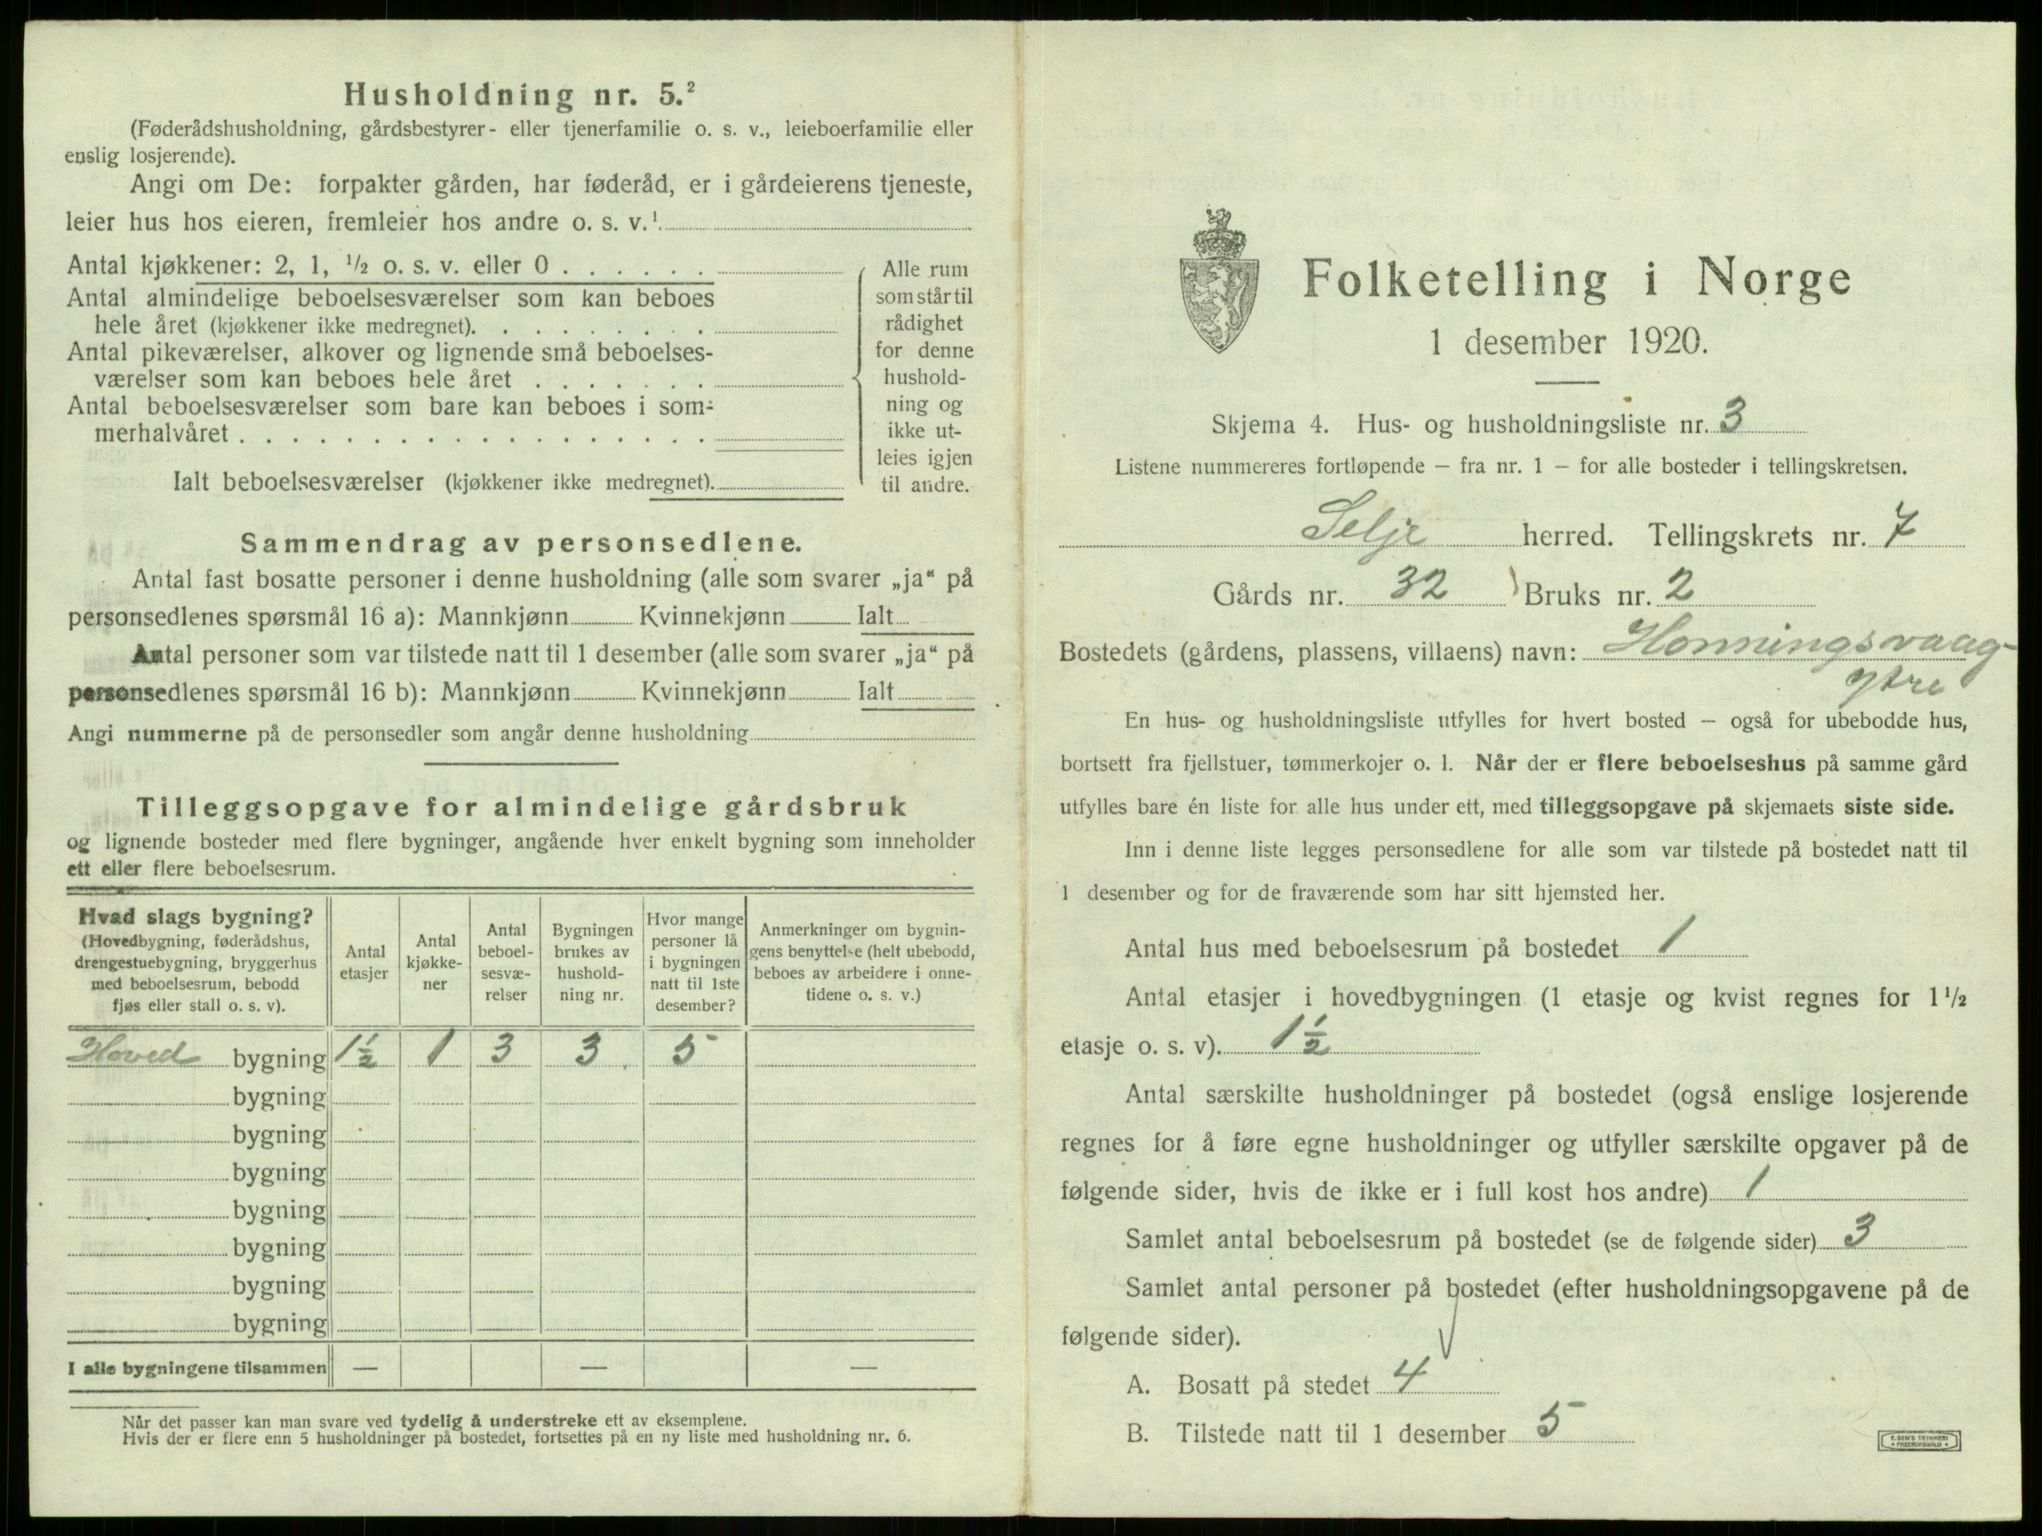 Husholdning nr. 5.²
(Føderådshusholdning, gårdsbestyrer- eller tjenerfamilie o. s. v., leieboerfamilie eller
enslig losjerende).
Angi om De: forpakter gården, har føderåd, er i gårdeierens tjeneste,
leier hus hos eieren, fremleier hos andre o. s. v.¹
Antal kjøkkener: 2, 1, ½ o. s. v. eller 0 . . . . . .
Antal almindelige beboelsesværelser som kan beboes
hele året (kjøkkener ikke medregnet). . . . . . . . .
Antal pikeværelser, alkover og lignende små beboelses-
værelser som kan beboes hele året . . . . . . .
Antal beboelsesværelser som bare kan beboes i som-
merhalvåret . . . . . . . . . . . . . . . . . .
Ialt beboelsesværelser (kjøkkener ikke medregnet).
Alle rum
som står til
rådighet
for denne
hushold-
ning og
ikke ut-
leies igjen
til andre.
Sammendrag av personsedlene.
Antal fast bosatte personer i denne husholdning (alle som svarer „ja“ på
personsedlenes spørsmål 16 a): Mannkjønn Kvinnekjønn Ialt
Antal personer som var tilstede natt til 1 desember (alle som svarer „ja“ på
personsedlenes spørsmål 16 b): Mannkjønn Kvinnekjønn Ialt
Angi nummerne på de personsedler som angår denne husholdning
Tilleggsopgave for almindelige gårdsbruk
og lignende bosteder med flere bygninger, angående hver enkelt bygning som inneholder
ett eller flere beboelsesrum.
Hvad slags bygning?
(Hovedbygning, føderådshus,
drengestuebygning, bryggerhus
med beboelsesrum, bebodd
fjøs eller stall o. s. v).
Antal
etasjer
Antal
kjøkke-
ner
Antal
beboel-
sesvæ-
relser
Bygningen
brukes av
hushold-
ning nr.
Hvor mange
personer lå
i bygningen
natt til 1ste
desember?
Anmerkninger om bygnin-
gens benyttelse (helt ubebodd,
beboes av arbeidere i onne-
tidene o. s. v.)
Hoved bygning 1½ 1 3 3 5
bygning
bygning
bygning
bygning
bygning
bygning
bygning
I alle bygningene tilsammen — — —
Når det passer kan man svare ved tydelig å understreke ett av eksemplene.
Hvis der er flere enn 5 husholdninger på bostedet, fortsettes på en ny liste med husholdning nr. 6.
Folketelling i Norge
1 desember 1920.
Skjema 4. Hus- og husholdningsliste nr. 3
Listene nummereres fortløpende – fra nr. 1 – for alle bosteder i tellingskretsen.
Selje herred. Tellingskrets nr. 7
Gårds nr. 32 Bruks nr. 2
Bostedets (gårdens, plassens, villaens) navn: Honningsvaag-
ytre
En hus- og husholdningsliste utfylles for hvert bosted – også for ubebodde hus,
bortsett fra fjellstuer, tømmerkojer o. l. Når der er flere beboelseshus på samme gård
utfylles bare én liste for alle hus under ett, med tilleggsopgave på skjemaets siste side.
Inn i denne liste legges personsedlene for alle som var tilstede på bostedet natt til
1 desember og for de fraværende som har sitt hjemsted her.
Antal hus med beboelsesrum på bostedet 1
Antal etasjer i hovedbygningen (1 etasje og kvist regnes for 1½
etasje o. s. v). 1½
Antal særskilte husholdninger på bostedet (også enslige losjerende
regnes for å føre egne husholdninger og utfyller særskilte opgaver på de
følgende sider, hvis de ikke er i full kost hos andre) 1
Samlet antal beboelsesrum på bostedet (se de følgende sider) 3
Samlet antal personer på bostedet (efter husholdningsopgavene på de
følgende sider).
A. Bosatt på stedet 4
B. Tilstede natt til 1 desember 5
E. SEM'S TRYKKERI
• FREDRIKSHALD •